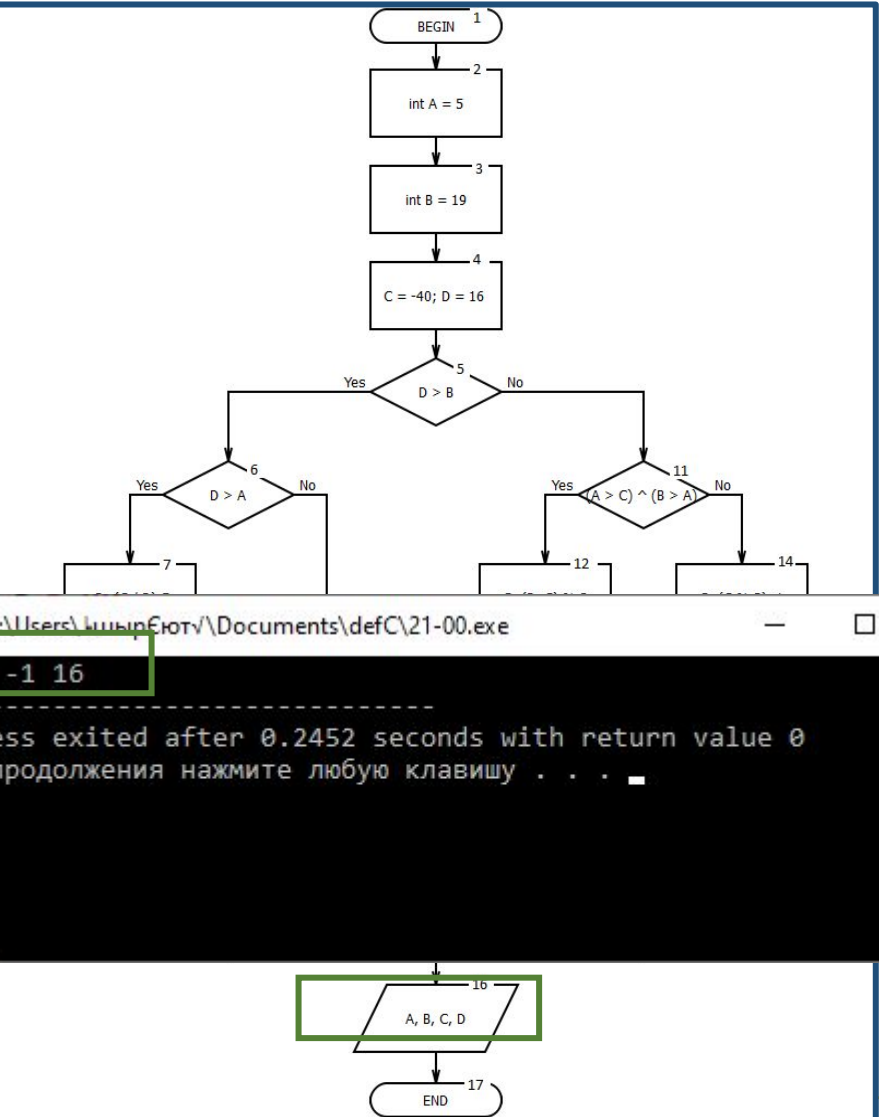 BEGIN 1
2
int A = 5
3
int B = 19
4
C = -40; D = 16
5
Yes D > B No
6
Yes D > A No
11
Yes (A > C) ^ (B > A) No
7
12
14
:\Users\ \Documents\defC\21-00.exe
-1 16
----------------------------
ess exited after 0.2452 seconds with return value 0
продолжения нажмите любую клавишу . . .
16
A, B, C, D
17
END